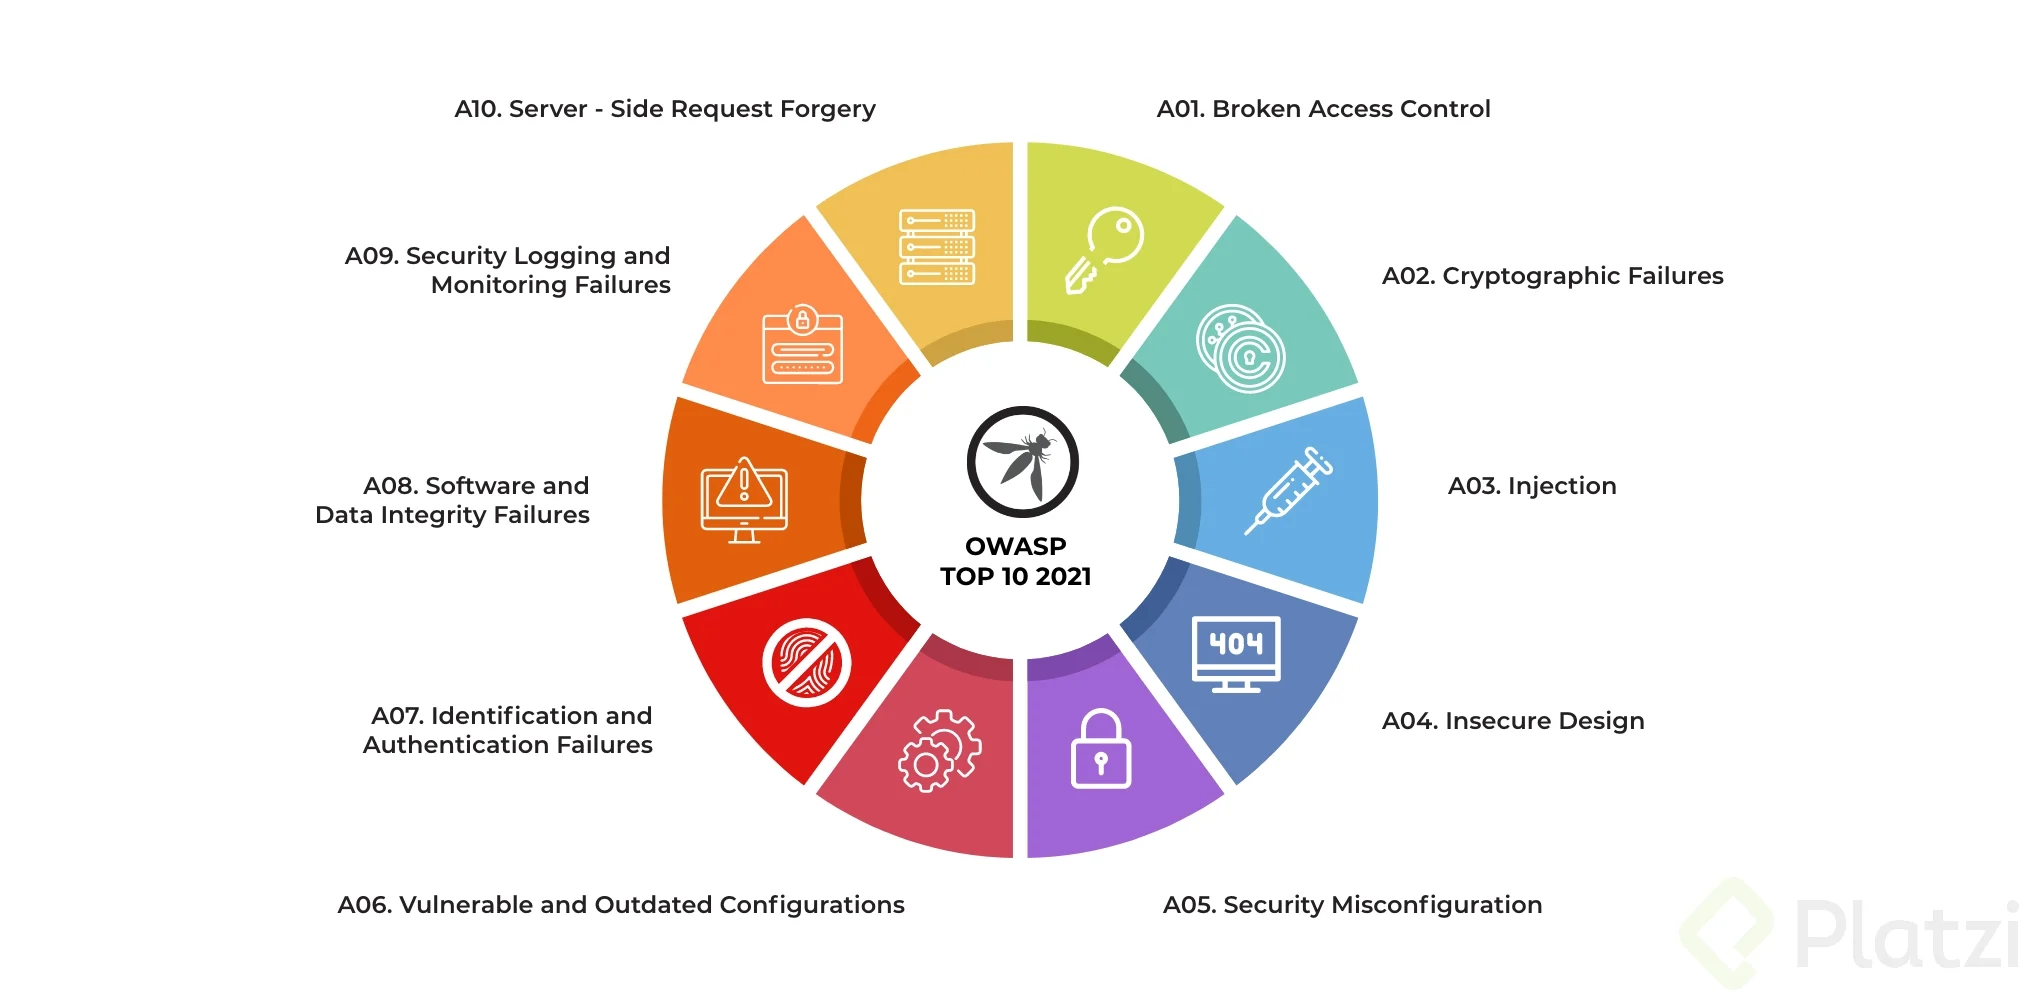 A10. Server - Side Request Forgery
A01. Broken Access Control
A09. Security Logging and
Monitoring Failures
A02. Cryptographic Failures
A08. Software and
Data Integrity Failures
A03. Injection
404
OWASP
TOP 10 2021
A07. Identification and
Authentication Failures
A04. Insecure Design
A06. Vulnerable and Outdated Configurations
A05. Security Misconfiguration
Platzi